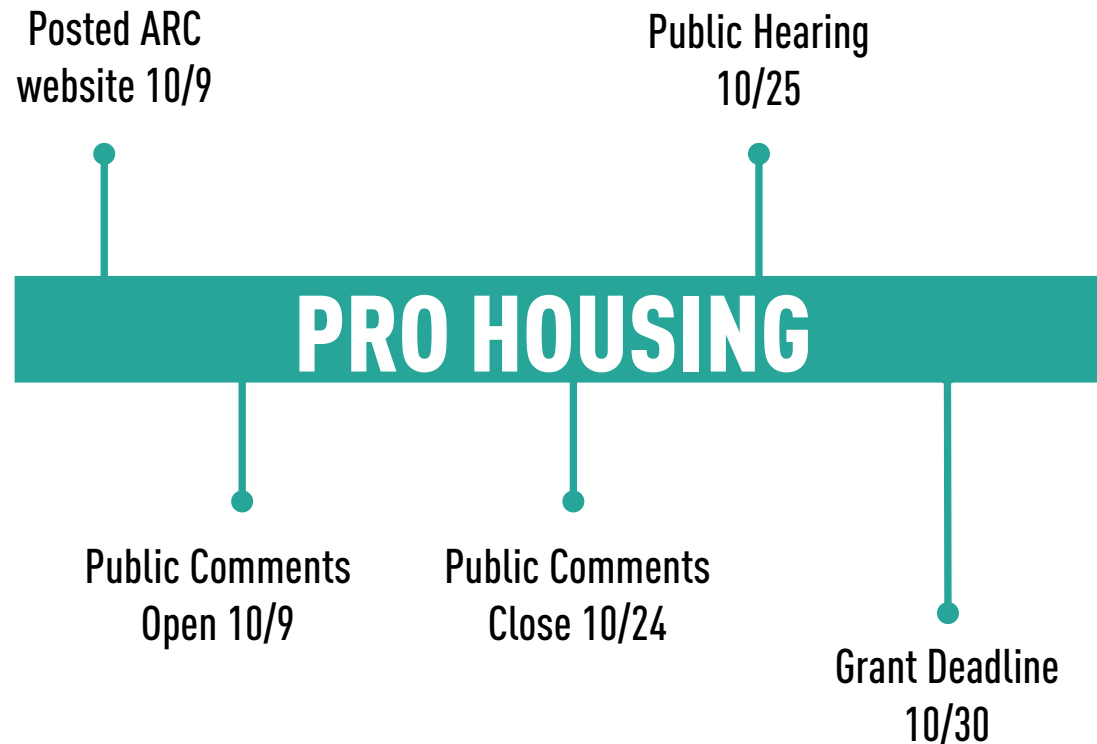 Posted ARC
website 10/9
Public Hearing
10/25
PRO HOUSING
Public Comments
Open 10/9
Public Comments
Close 10/24
Grant Deadline
10/30